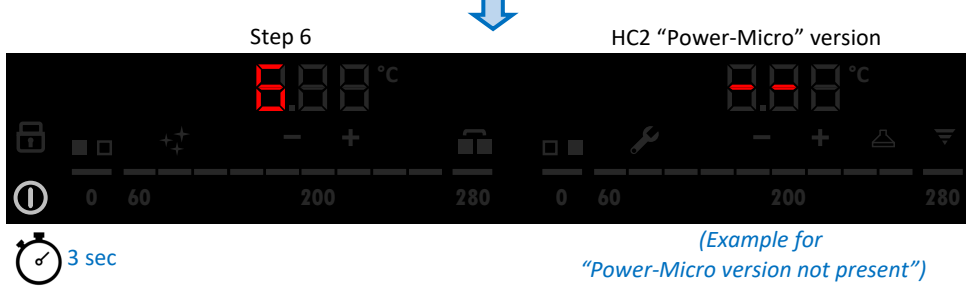 Step 6
HC2 “Power-Micro” version
6 °C
-- °C
0 60 200 280
0 60 200 280
3 sec
(Example for
“Power-Micro version not present”)